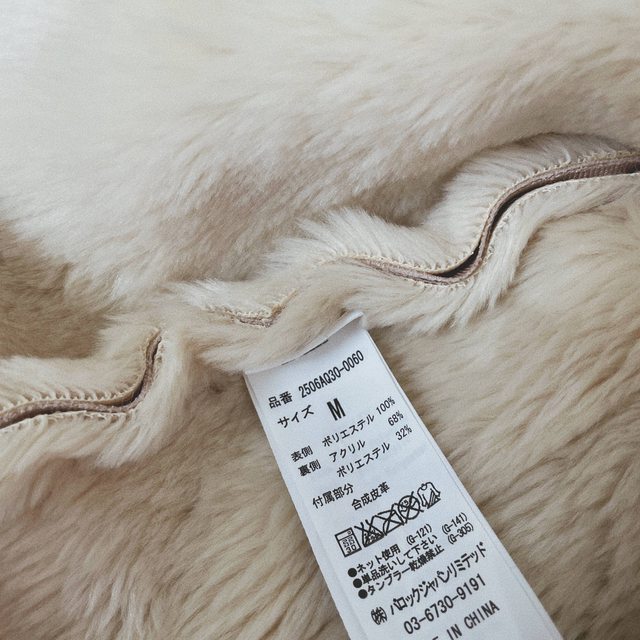 品番 2506AQ30-0060
サイズ M
表側 ポリエステル 100%
裏側 アクリル 68%
ポリエステル 32%
付属部分
合成皮革
●ネット使用 (G-121)
●単品洗いして下さい (G-141)
●タンブラー乾燥禁止 (G-305)
㈱バロックジャパンリミテッド
03-6730-9191
MADE IN CHINA